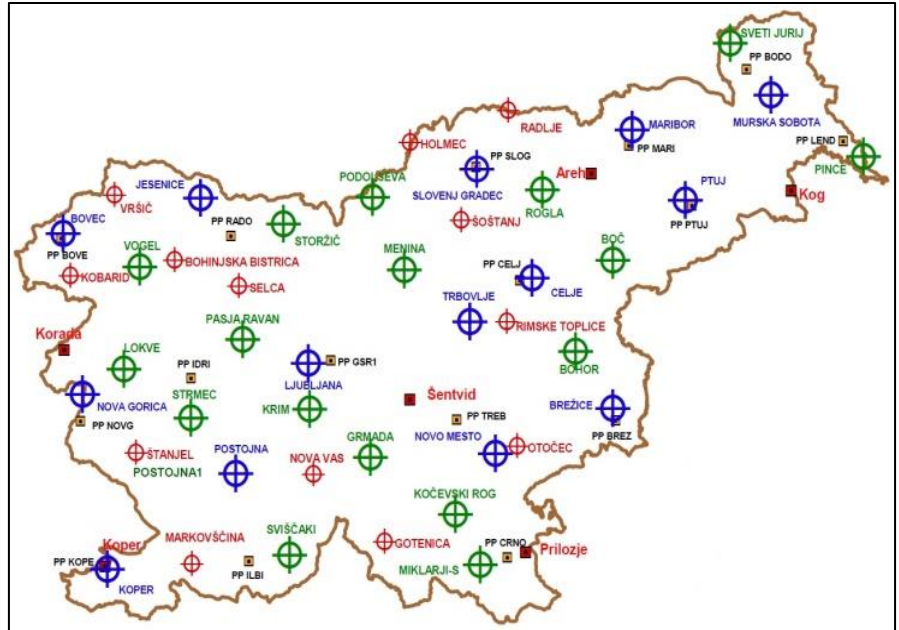 SVETI JURIJ
PP BODO
MURSKA SOBOTA
RADLJE
MARIBOR
PP MARI
PP LEND
PINCE
HOLMEC
PP SLOG
SLOVENJ GRADEC
Areh
PODOLŠEVA
ROGLA
PTUJ
PP PTUJ
Kog
JESENICE
VRŠIČ
BOVEC
PP BOVE
PP RADO
STORŽIČ
ŠOŠTANJ
VOGEL
BOHINJSKA BISTRICA
KOBARID
SELCA
MENINA
BOČ
PP CELJ
CELJE
TRBOVLJE
RIMSKE TOPLICE
PASJA RAVAN
Korada
LOKVE
PP IDRI
PP GSR1
LJUBLJANA
BOHOR
STRMEC
NOVA GORICA
PP NOVG
KRIM
Šentvid
PP TREB
BREŽICE
PP BREZ
GRMADA
NOVO MESTO
OTOČEC
ŠTANJEL
POSTOJNA
POSTOJNA1
NOVA VAS
KOČEVSKI ROG
SVIŠČAKI
GOTENICA
PP CRNO
Prilozje
MIKLARJI-S
Koper
MARKOVŠČINA
PP KOPE
PP ILBI
KOPER